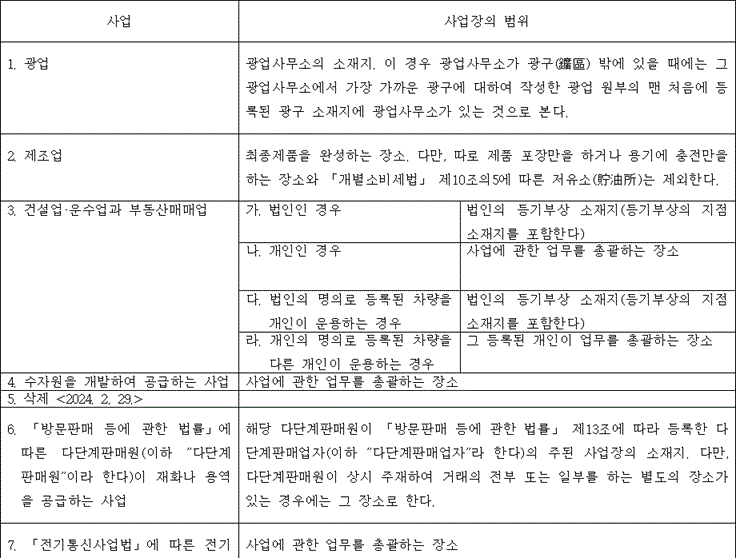 사업
사업장의 범위
1. 광업
광업사무소의 소재지. 이 경우 광업사무소가 광구(鑛區) 밖에 있을 때에는 그
광업사무소에서 가장 가까운 광구에 대하여 작성한 광업 원부의 맨 처음에 등
록된 광구 소재지에 광업사무소가 있는 것으로 본다.
2. 제조업
최종제품을 완성하는 장소. 다만, 따로 제품 포장만을 하거나 용기에 충전만을
하는 장소와 「개별소비세법」 제10조의5에 따른 저유소(貯油所)는 제외한다.
3. 건설업·운수업과 부동산매매업
가. 법인인 경우
법인의 등기부상 소재지(등기부상의 지점
소재지를 포함한다)
나. 개인인 경우
사업에 관한 업무를 총괄하는 장소
다. 법인의 명의로 등록된 차량을
개인이 운용하는 경우
법인의 등기부상 소재지(등기부상의 지점
소재지를 포함한다)
라. 개인의 명의로 등록된 차량을
다른 개인이 운용하는 경우
그 등록된 개인이 업무를 총괄하는 장소
4. 수자원을 개발하여 공급하는 사업
사업에 관한 업무를 총괄하는 장소
5. 삭제 <2024. 2. 29.>
6. 「방문판매 등에 관한 법률」에
따른 다단계판매원(이하 "다단계
판매원"이라 한다)이 재화나 용역
을 공급하는 사업
해당 다단계판매원이 「방문판매 등에 관한 법률」 제13조에 따라 등록한 다
단계판매업자(이하 "다단계판매업자"라 한다)의 주된 사업장의 소재지. 다만,
다단계판매원이 상시 주재하여 거래의 전부 또는 일부를 하는 별도의 장소가
있는 경우에는 그 장소로 한다.
7. 「전기통신사업법」에 따른 전기
사업에 관한 업무를 총괄하는 장소